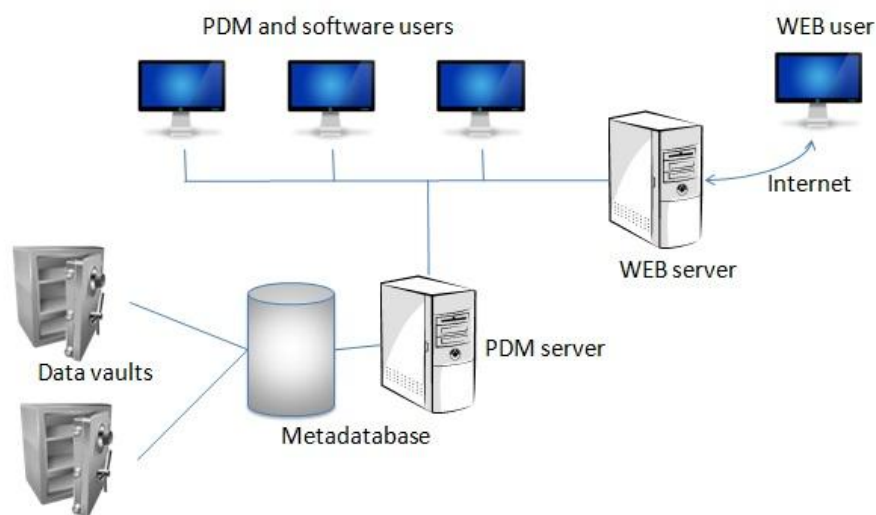 PDM and software users
WEB user
Internet
WEB server
PDM server
Data vaults
Metadatabase